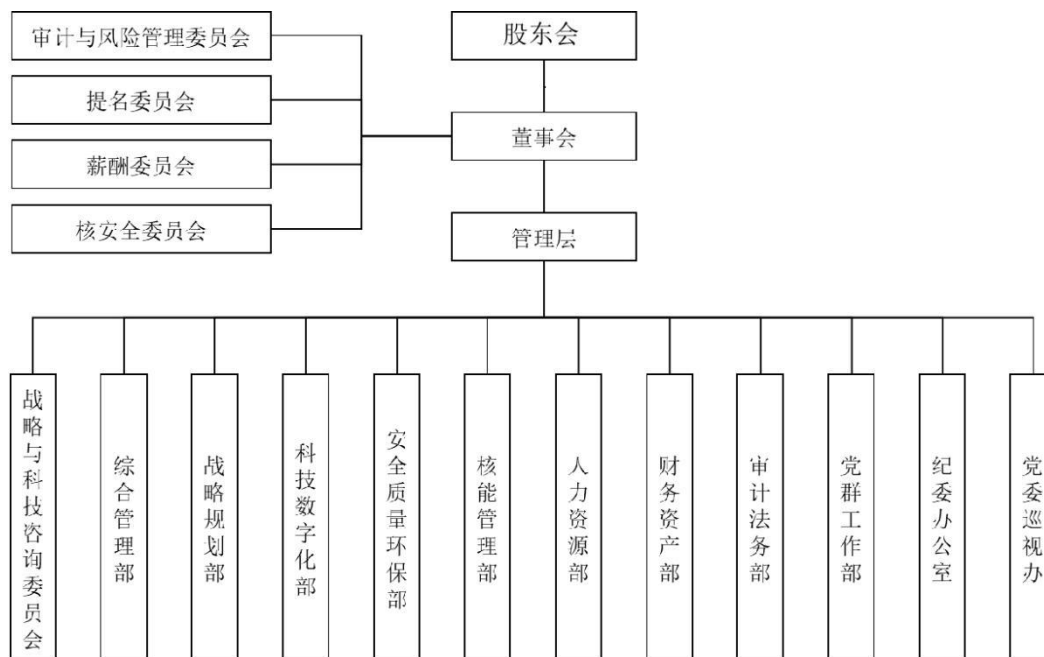 审计与风险管理委员会
股东会
提名委员会
董事会
薪酬委员会
核安全委员会
管理层
战略与科技咨询委员会
综合管理部
战略规划部
科技数字化部
安全质量环保部
核能管理部
人力资源部
财务资产部
审计法务部
党群工作部
纪委办公室
党委巡视办